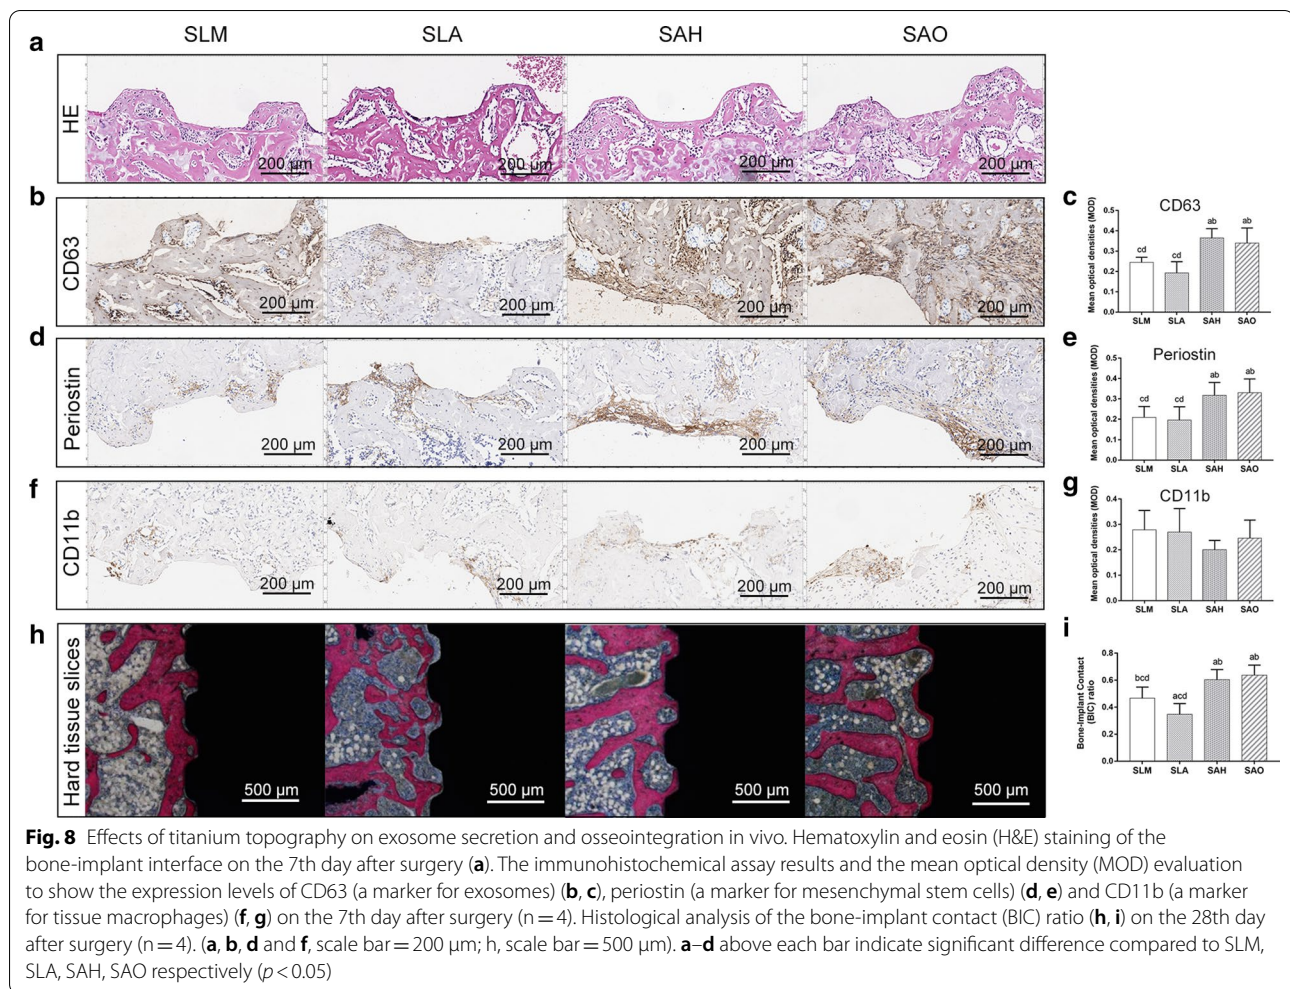 SLM SLA SAH SAO
a
HE
200 µm 200 µm 200 µm 200 µm
b
CD63
200 µm 200 µm 200 µm 200 µm
c
CD63
Mean optical densities (MOD)
0.5
0.4
0.3
0.2
0.1
0.0
cd cd ab ab
SLM SLA SAH SAO
d
Periostin
200 µm 200 µm 200 µm 200 µm
e
Periostin
Mean optical densities (MOD)
0.5
0.4
0.3
0.2
0.1
0.0
cd cd ab ab
SLM SLA SAH SAO
f
CD11b
200 µm 200 µm 200 µm 200 µm
g
CD11b
Mean optical densities (MOD)
0.4
0.3
0.2
0.1
0.0
SLM SLA SAH SAO
h
Hard tissue slices
500 µm 500 µm 500 µm 500 µm
i
Bone-Implant Contact
(BIC) ratio
0.8
0.6
0.4
0.2
0.0
bcd acd ab ab
SLM SLA SAH SAO
Fig. 8 Effects of titanium topography on exosome secretion and osseointegration in vivo. Hematoxylin and eosin (H&E) staining of the
bone-implant interface on the 7th day after surgery (a). The immunohistochemical assay results and the mean optical density (MOD) evaluation
to show the expression levels of CD63 (a marker for exosomes) (b, c), periostin (a marker for mesenchymal stem cells) (d, e) and CD11b (a marker
for tissue macrophages) (f, g) on the 7th day after surgery (n = 4). Histological analysis of the bone-implant contact (BIC) ratio (h, i) on the 28th day
after surgery (n = 4). (a, b, d and f, scale bar = 200 µm; h, scale bar = 500 µm). a–d above each bar indicate significant difference compared to SLM,
SLA, SAH, SAO respectively (p < 0.05)